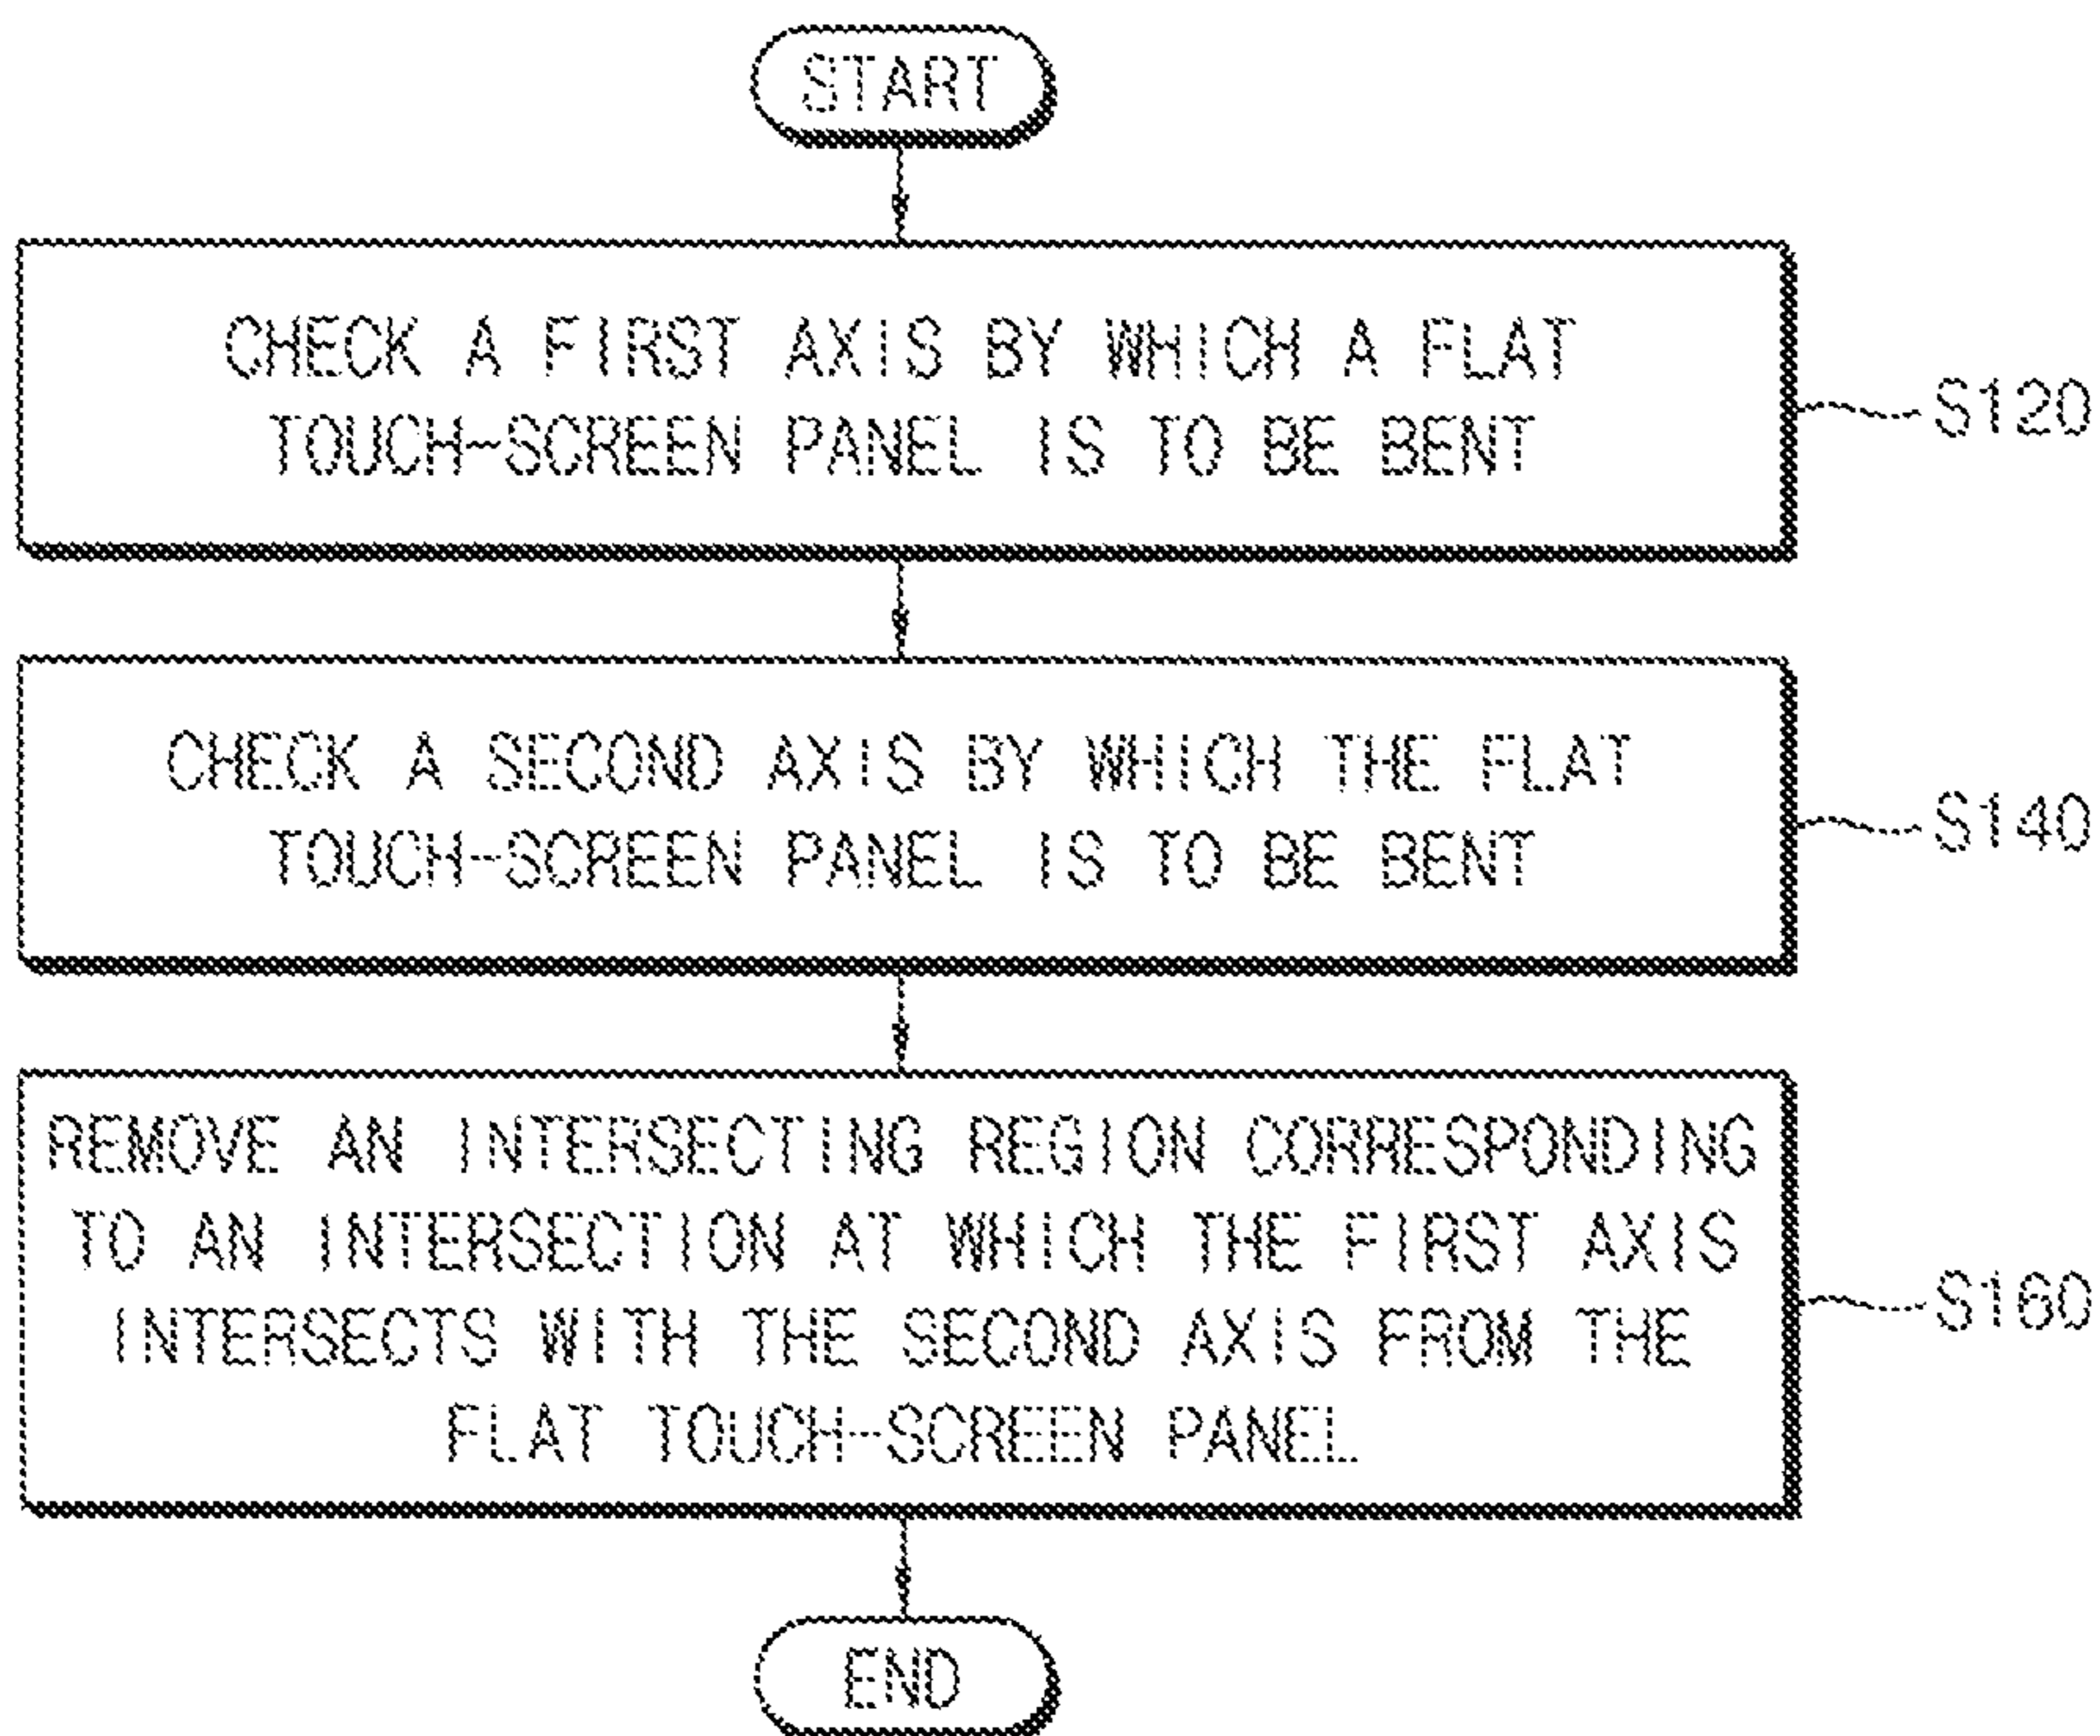 START
CHECK A FIRST AXIS BY WHICH A FLAT
TOUCH-SCREEN PANEL IS TO BE BENT
S120
CHECK A SECOND AXIS BY WHICH THE FLAT
TOUCH-SCREEN PANEL IS TO BE BENT
S140
REMOVE AN INTERSECTING REGION CORRESPONDING
TO AN INTERSECTION AT WHICH THE FIRST AXIS
INTERSECTS WITH THE SECOND AXIS FROM THE
FLAT TOUCH-SCREEN PANEL
S160
END